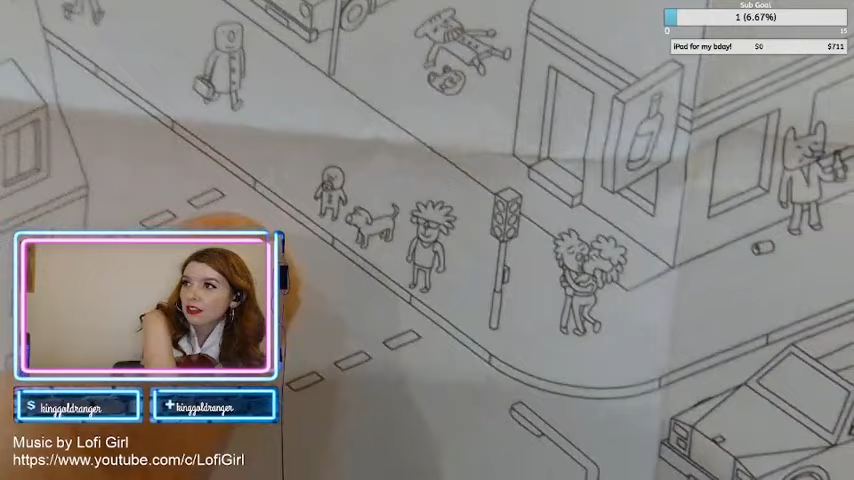 Sub Goal
1 (6.67%)
0
15
iPad for my bday!
$0
$711
$ kinggoldranger
+kinggoldranger
Music by Lofi Girl
https://www.youtube.com/c/LofiGirl